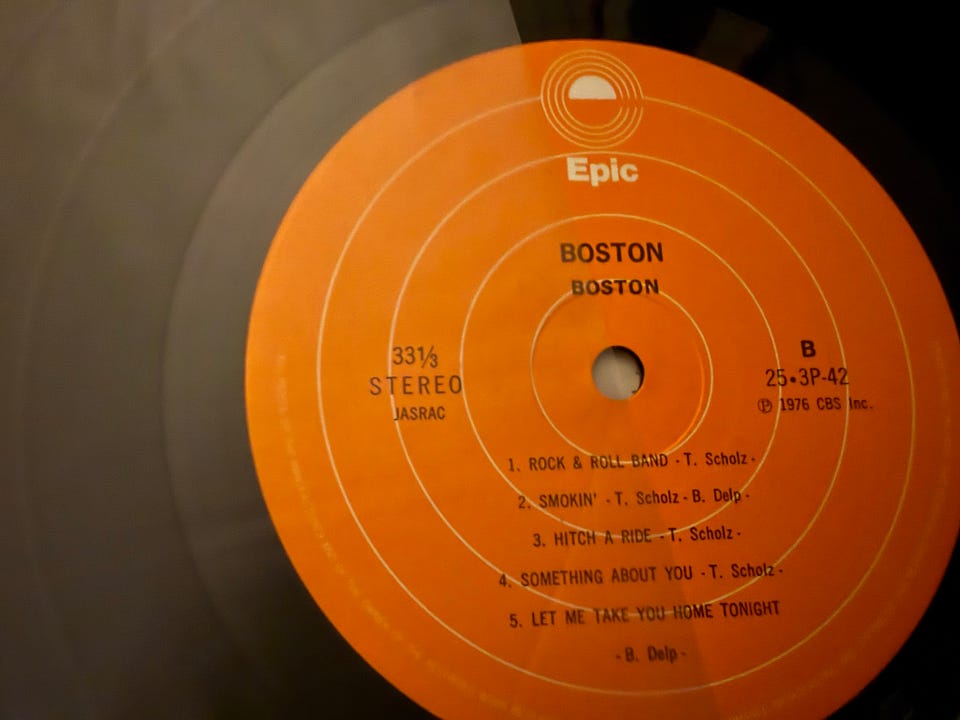 Epic
BOSTON
BOSTON
33⅓
STEREO
JASRAC
B
25•3P-42
℗ 1976 CBS Inc.
1. ROCK & ROLL BAND - T. Scholz -
2. SMOKIN' - T. Scholz - B. Delp -
3. HITCH A RIDE - T. Scholz -
4. SOMETHING ABOUT YOU - T. Scholz -
5. LET ME TAKE YOU HOME TONIGHT
- B. Delp -